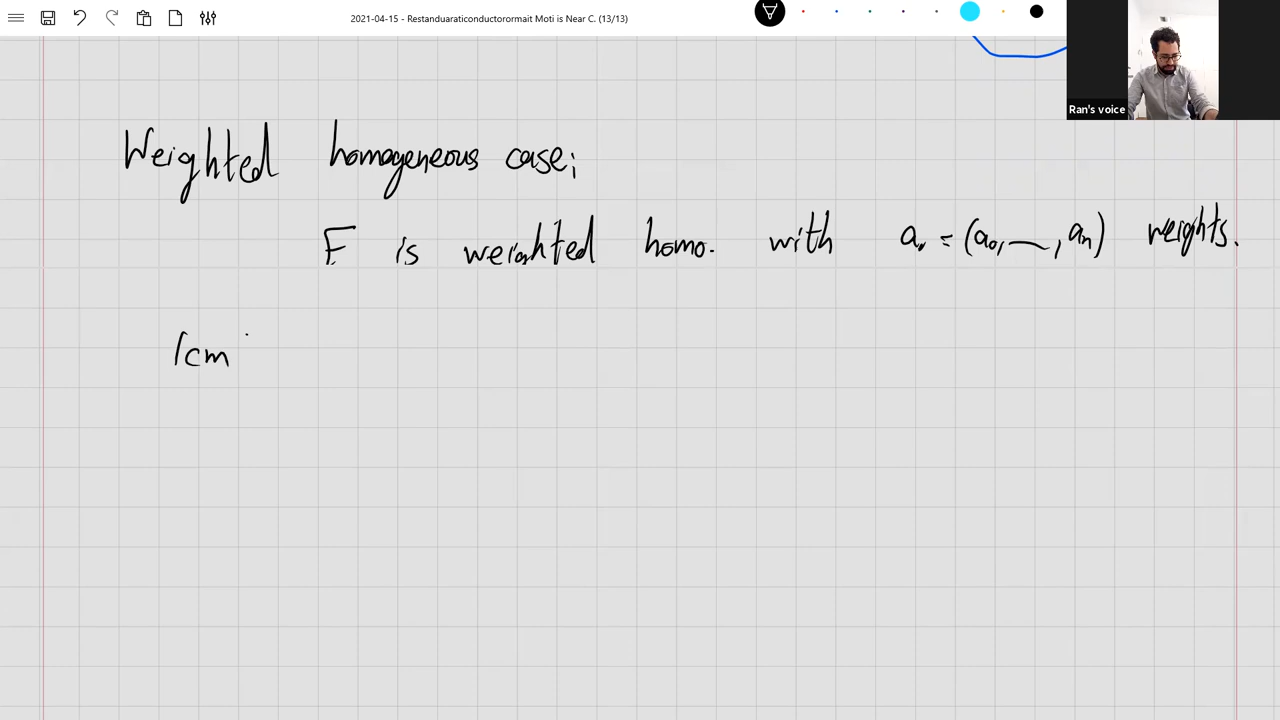 2021-04-15 - Restanduaraticonductorormait Moti is Near C. (13/13)
Ran's voice
Weighted homogeneous case;
F is weighted homo. with a. = (a0, —, an) weights.
lcm